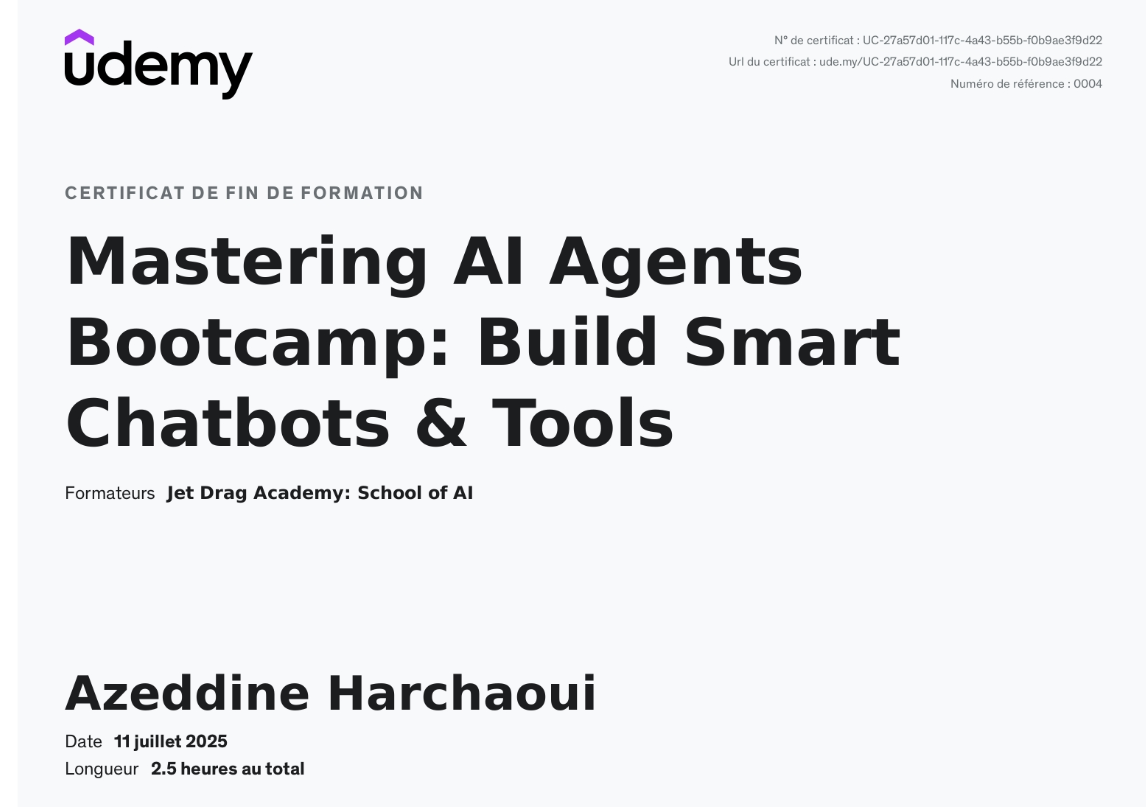 udemy
N° de certificat : UC-27a57d01-117c-4a43-b55b-f0b9ae3f9d22
Url du certificat : ude.my/UC-27a57d01-117c-4a43-b55b-f0b9ae3f9d22
Numéro de référence : 0004
CERTIFICAT DE FIN DE FORMATION
Mastering AI Agents
Bootcamp: Build Smart
Chatbots & Tools
Formateurs Jet Drag Academy: School of AI
Azeddine Harchaoui
Date 11 juillet 2025
Longueur 2.5 heures au total